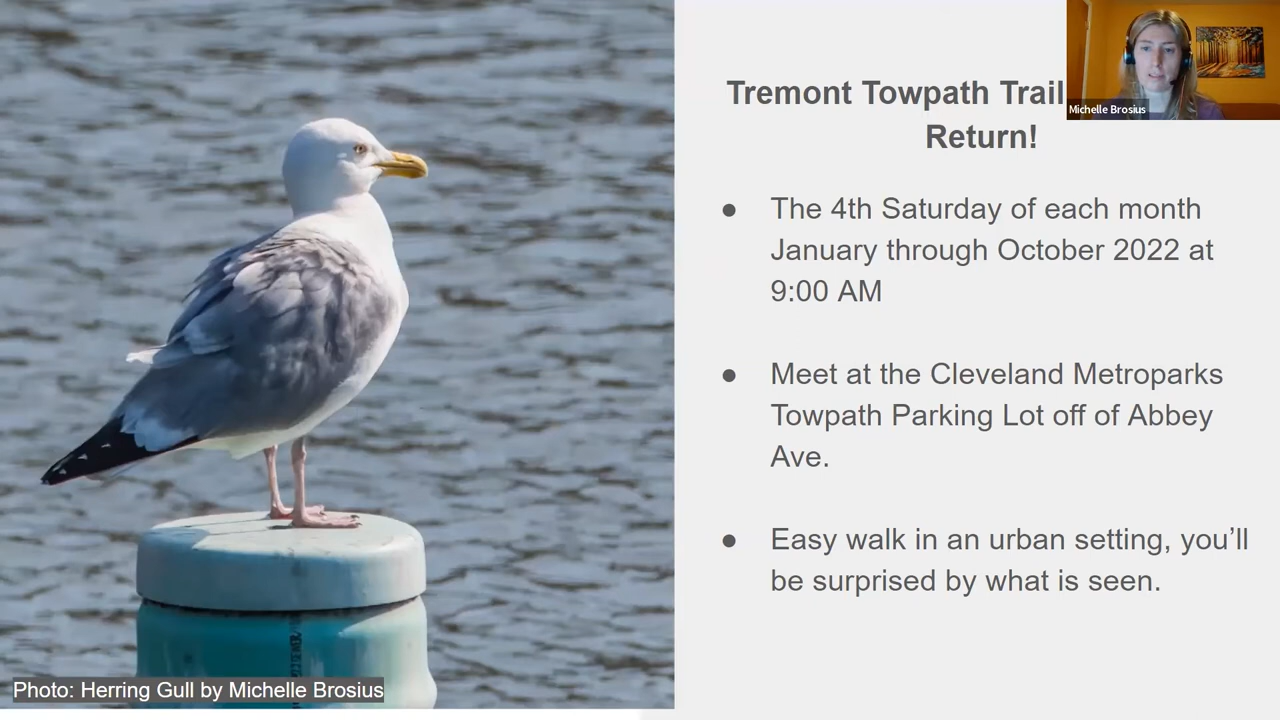 Tremont Towpath Trail
Return!
Michelle Brosius
● The 4th Saturday of each month
January through October 2022 at
9:00 AM
● Meet at the Cleveland Metroparks
Towpath Parking Lot off of Abbey
Ave.
● Easy walk in an urban setting, you’ll
be surprised by what is seen.
Photo: Herring Gull by Michelle Brosius